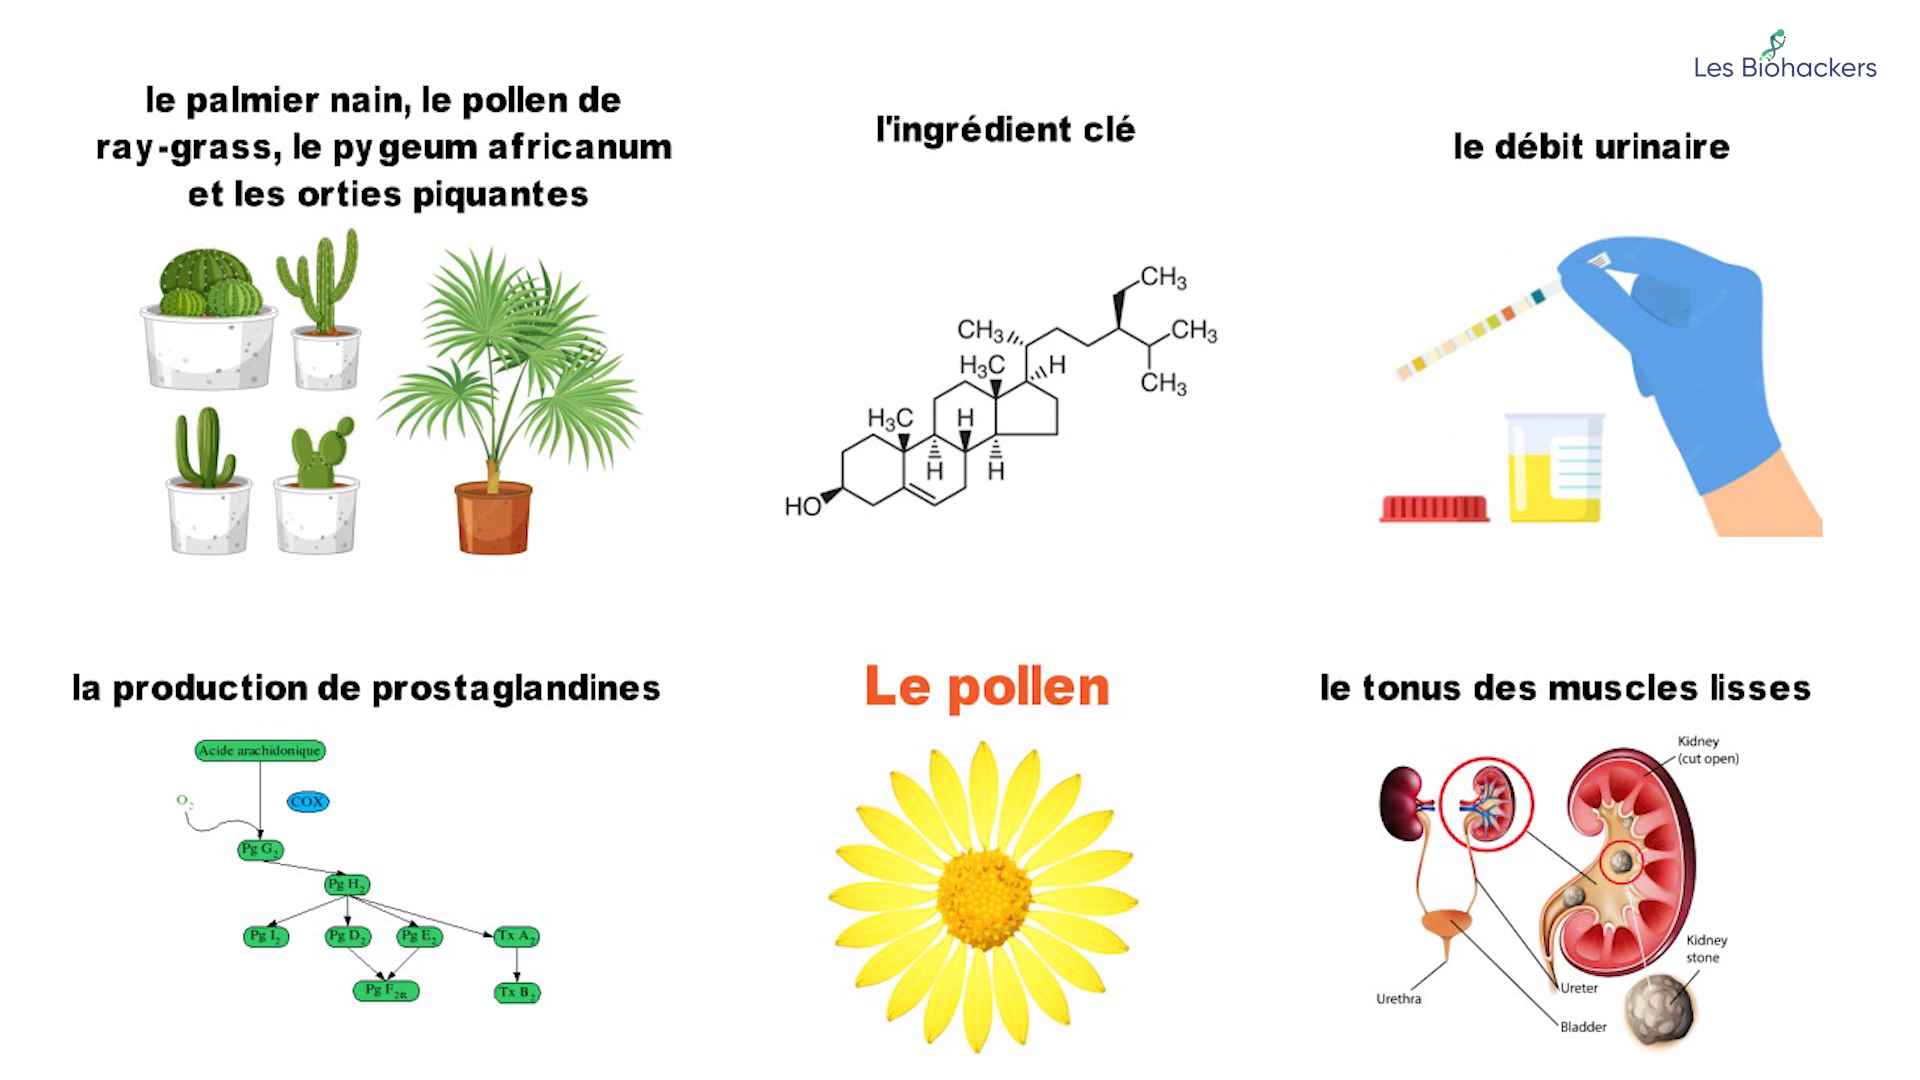 Les Biohackers
le palmier nain, le pollen de
ray-grass, le pygeum africanum
et les orties piquantes
l'ingrédient clé
CH₃
CH₃
CH₃
H₃C
H
CH₃
H₃C
H
H
H
HO
le débit urinaire
la production de prostaglandines
Acide arachidonique
O₂
COX
Pg G₂
Pg H₂
Pg I₂
Pg D₂
Pg E₂
Tx A₂
Pg F₂α
Tx B₂
Le pollen
le tonus des muscles lisses
Kidney
(cut open)
Kidney
stone
Urethra
Ureter
Bladder